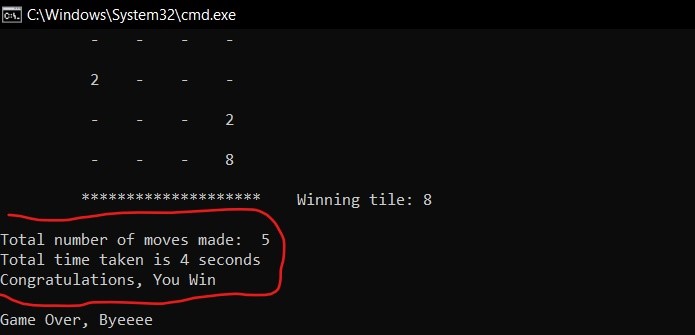 C:\Windows\System32\cmd.exe
- - - -
2 - - -
- - - 2
- - - 8
******************** Winning tile: 8
Total number of moves made:  5
Total time taken is 4 seconds
Congratulations, You Win
Game Over, Byeeee